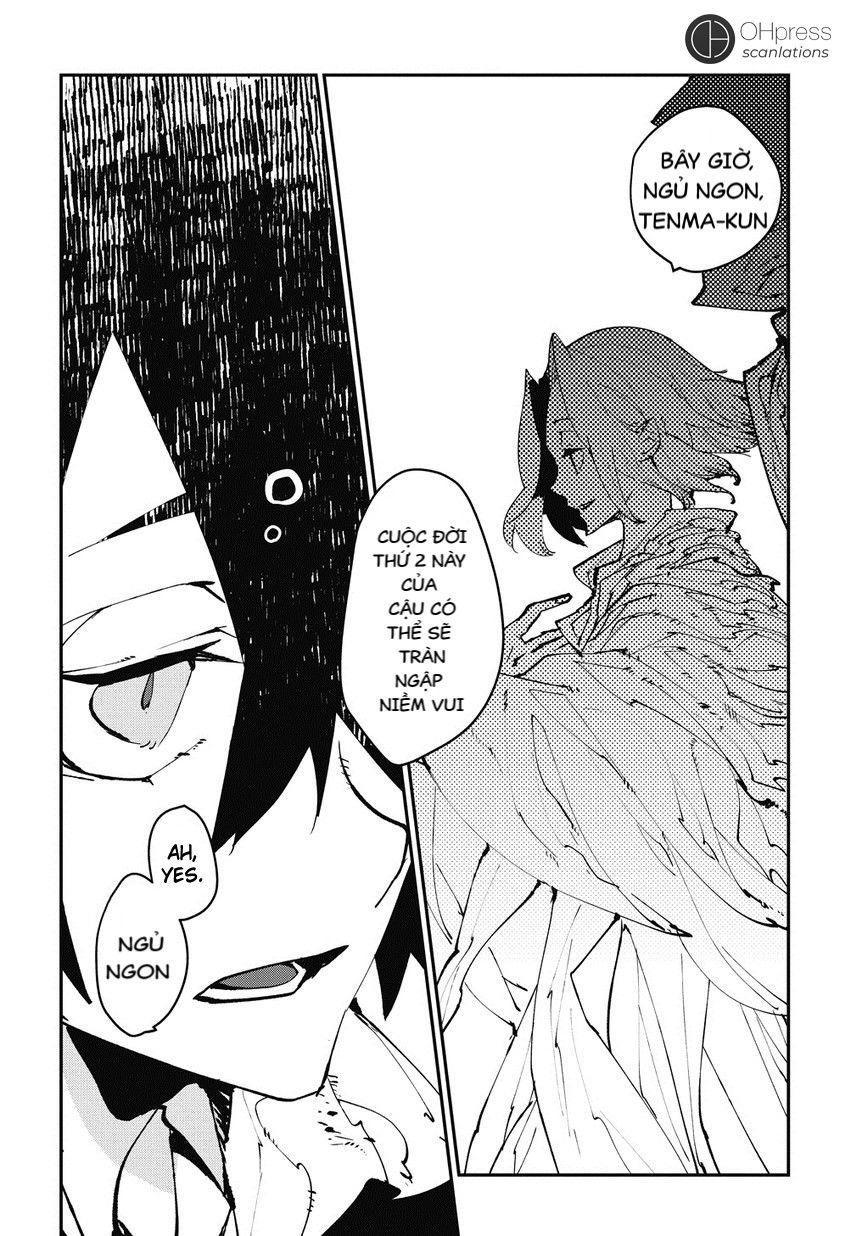 OHpress
scanlations
BÂY GIỜ,
NGỦ NGON,
TENMA-KUN
CUỘC ĐỜI
THỨ 2 NÀY
CỦA
CẬU CÓ
THỂ SẼ
TRÀN
NGẬP
NIỀM VUI
AH,
YES.
NGỦ
NGON